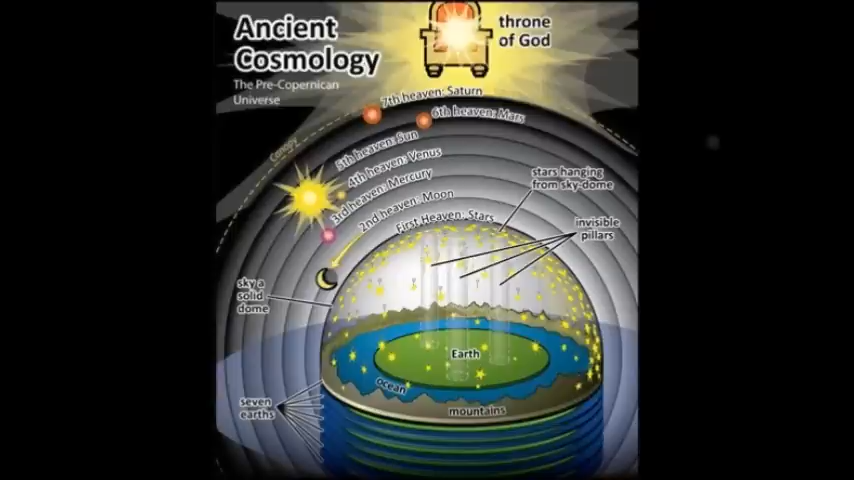 Ancient
Cosmology
The Pre-Copernican
Universe
throne
of God
Canopy
7th heaven: Saturn
6th heaven: Mars
5th heaven: Sun
4th heaven: Venus
3rd heaven: Mercury
2nd heaven: Moon
First Heaven: Stars
stars hanging
from sky-dome
invisible
pillars
sky a
solid
dome
Earth
ocean
mountains
seven
earths